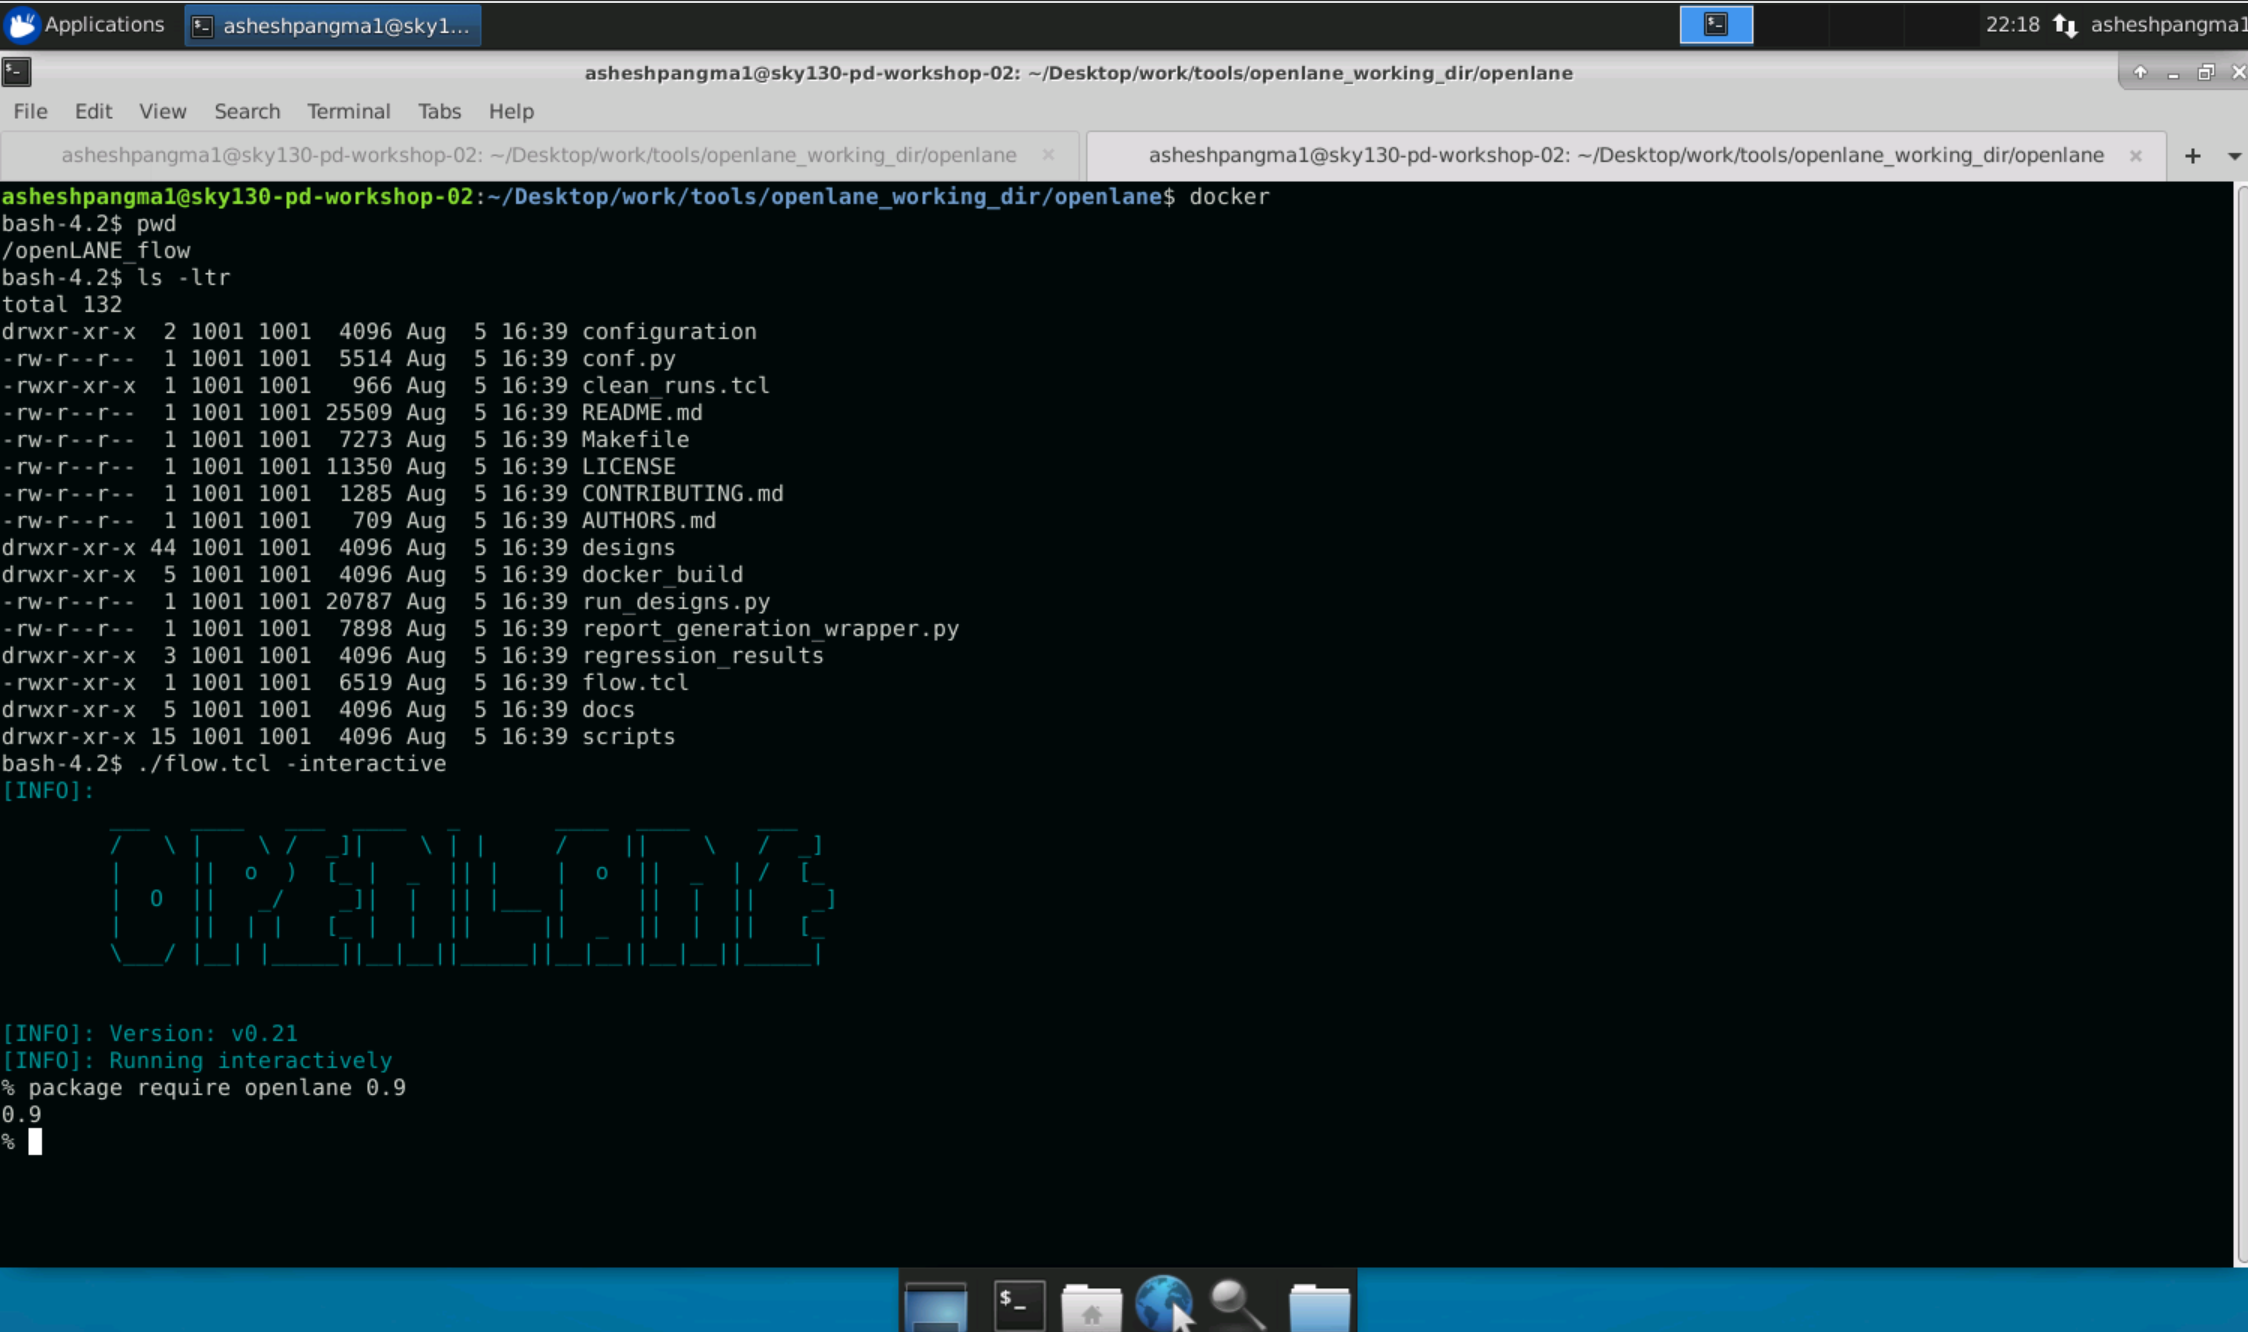 Applications
asheshpangma1@sky1...
22:18
asheshpangma1
asheshpangma1@sky130-pd-workshop-02: ~/Desktop/work/tools/openlane_working_dir/openlane
File Edit View Search Terminal Tabs Help
asheshpangma1@sky130-pd-workshop-02: ~/Desktop/work/tools/openlane_working_dir/openlane
asheshpangma1@sky130-pd-workshop-02: ~/Desktop/work/tools/openlane_working_dir/openlane
asheshpangma1@sky130-pd-workshop-02:~/Desktop/work/tools/openlane_working_dir/openlane$ docker
bash-4.2$ pwd
/openLANE_flow
bash-4.2$ ls -ltr
total 132
drwxr-xr-x  2 1001 1001  4096 Aug  5 16:39 configuration
-rw-r--r--  1 1001 1001  5514 Aug  5 16:39 conf.py
-rwxr-xr-x  1 1001 1001   966 Aug  5 16:39 clean_runs.tcl
-rw-r--r--  1 1001 1001 25509 Aug  5 16:39 README.md
-rw-r--r--  1 1001 1001  7273 Aug  5 16:39 Makefile
-rw-r--r--  1 1001 1001 11350 Aug  5 16:39 LICENSE
-rw-r--r--  1 1001 1001  1285 Aug  5 16:39 CONTRIBUTING.md
-rw-r--r--  1 1001 1001   709 Aug  5 16:39 AUTHORS.md
drwxr-xr-x 44 1001 1001  4096 Aug  5 16:39 designs
drwxr-xr-x  5 1001 1001  4096 Aug  5 16:39 docker_build
-rw-r--r--  1 1001 1001 20787 Aug  5 16:39 run_designs.py
-rw-r--r--  1 1001 1001  7898 Aug  5 16:39 report_generation_wrapper.py
drwxr-xr-x  3 1001 1001  4096 Aug  5 16:39 regression_results
-rwxr-xr-x  1 1001 1001  6519 Aug  5 16:39 flow.tcl
drwxr-xr-x  5 1001 1001  4096 Aug  5 16:39 docs
drwxr-xr-x 15 1001 1001  4096 Aug  5 16:39 scripts
bash-4.2$ ./flow.tcl -interactive
[INFO]:
OPENLANE
[INFO]: Version: v0.21
[INFO]: Running interactively
% package require openlane 0.9
0.9
%